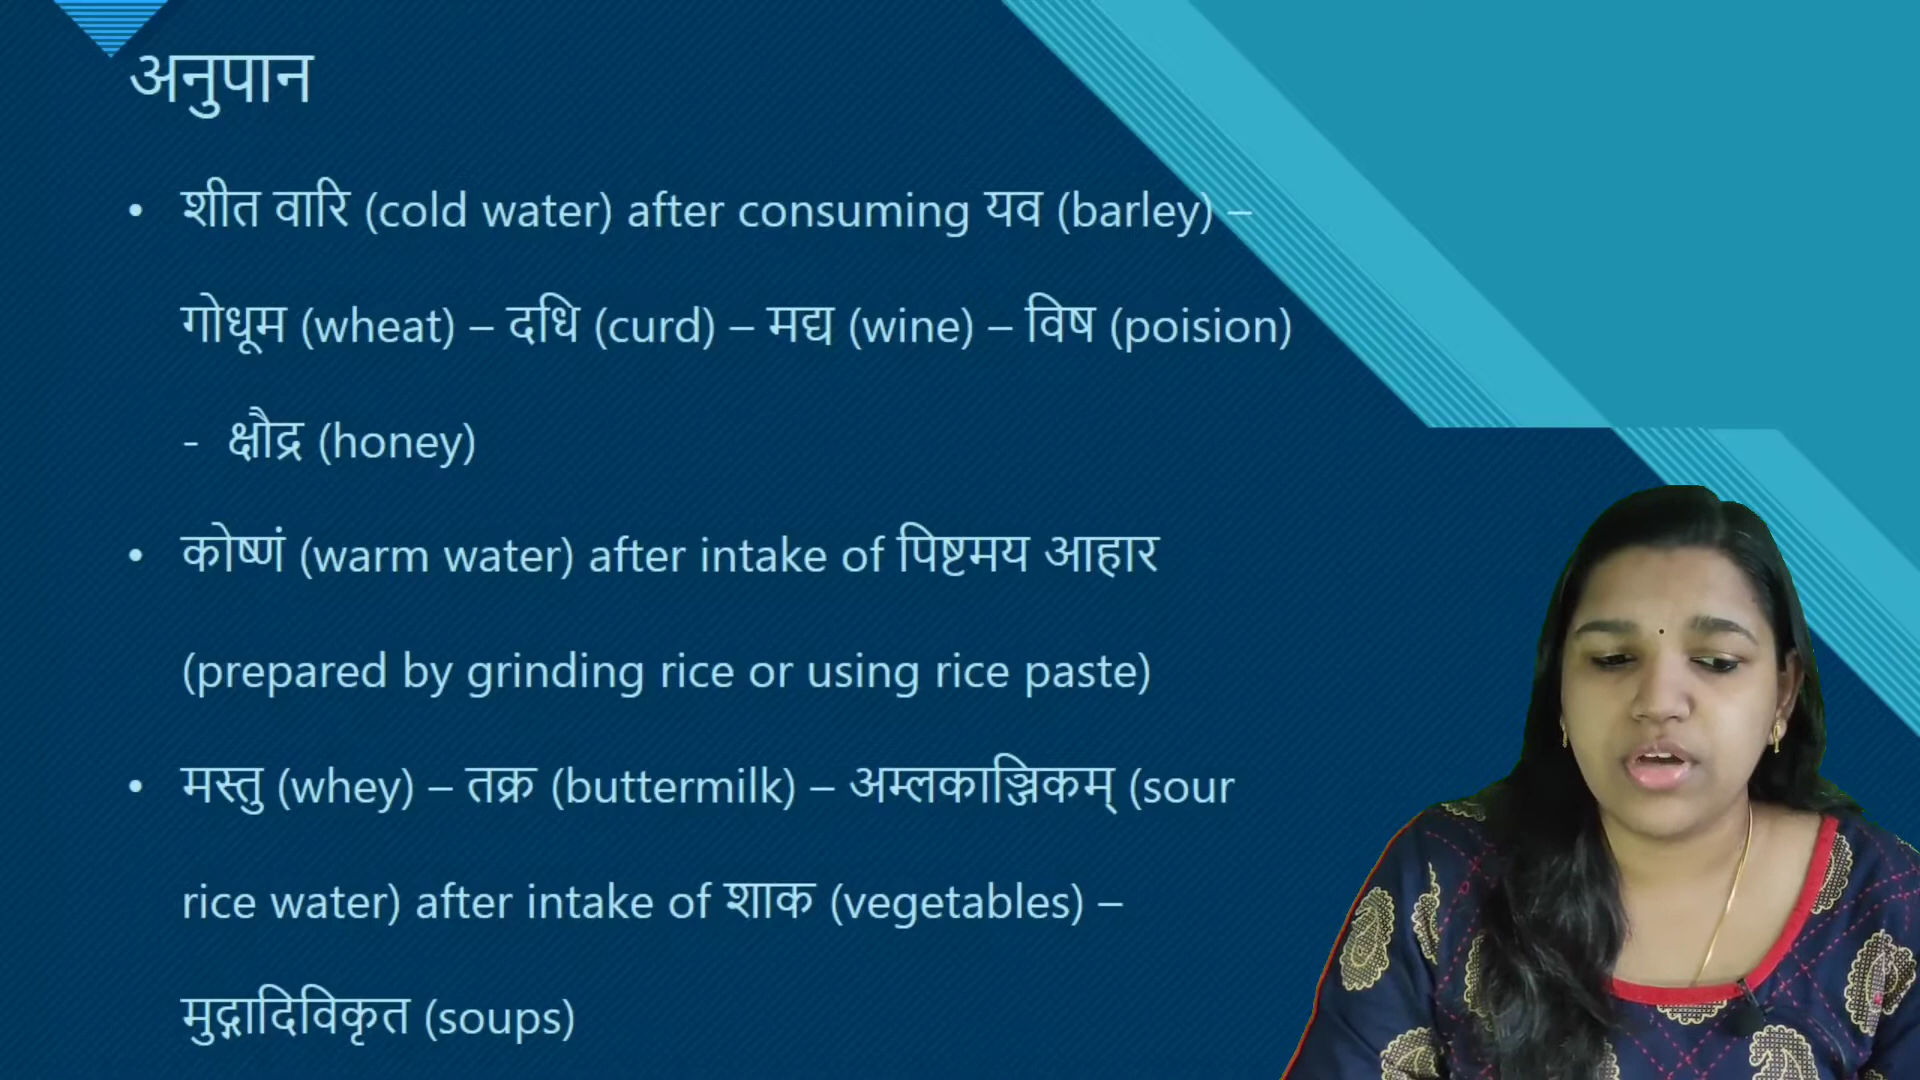 अनुपान
• शीत वारि (cold water) after consuming यव (barley) –
गोधूम (wheat) – दधि (curd) – मद्य (wine) – विष (poision)
- क्षौद्र (honey)
• कोष्णं (warm water) after intake of पिष्टमय आहार
(prepared by grinding rice or using rice paste)
• मस्तु (whey) – तक्र (buttermilk) – अम्लकाञ्जिकम् (sour
rice water) after intake of शाक (vegetables) –
मुद्गादिविकृत (soups)